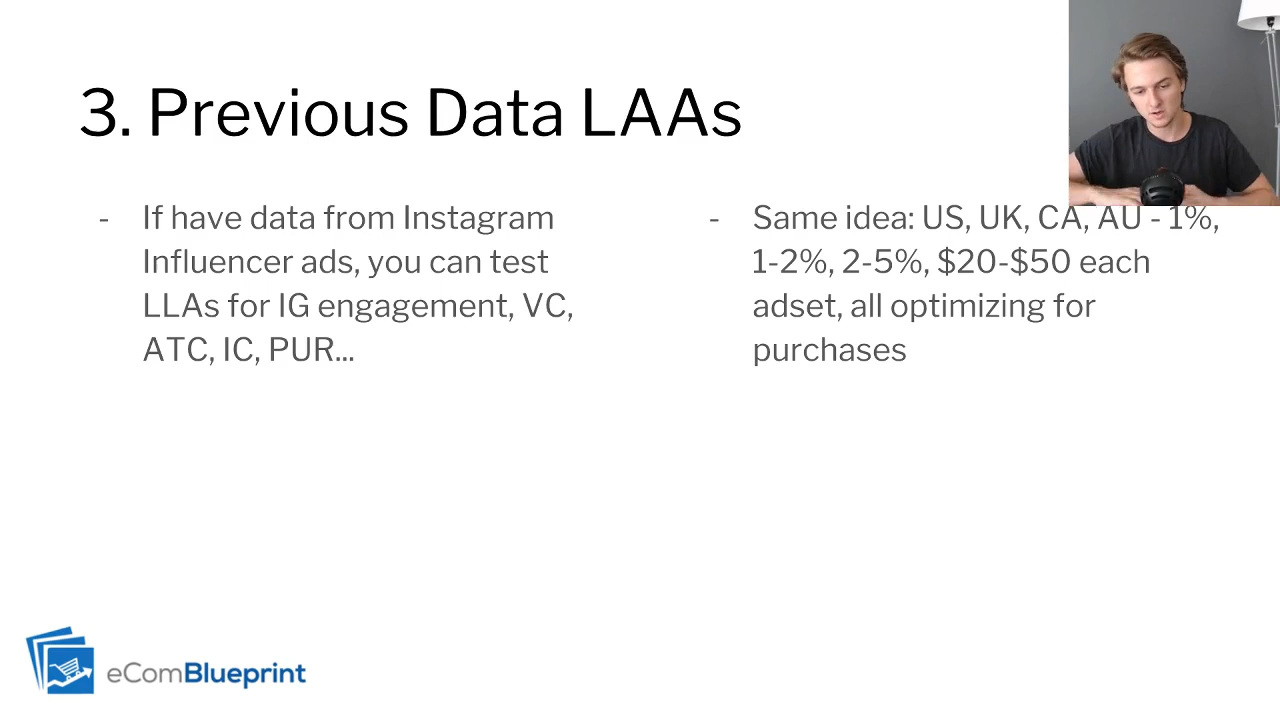 3. Previous Data LAAs
- If have data from Instagram
Influencer ads, you can test
LLAs for IG engagement, VC,
ATC, IC, PUR...
- Same idea: US, UK, CA, AU - 1%,
1-2%, 2-5%, $20-$50 each
adset, all optimizing for
purchases
eComBlueprint